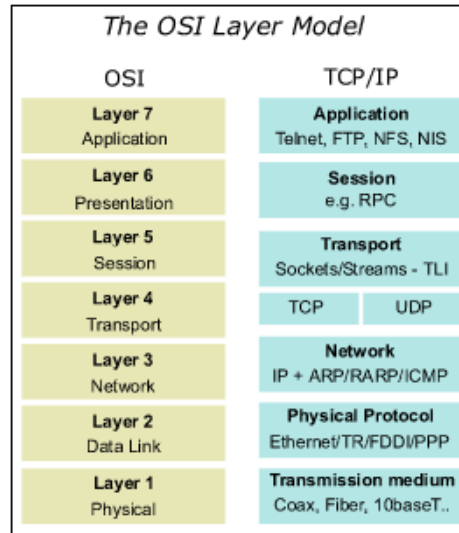 The OSI Layer Model
OSI
Layer 7
Application
Layer 6
Presentation
Layer 5
Session
Layer 4
Transport
Layer 3
Network
Layer 2
Data Link
Layer 1
Physical
TCP/IP
Application
Telnet, FTP, NFS, NIS
Session
e.g. RPC
Transport
Sockets/Streams - TLI
TCP UDP
Network
IP + ARP/RARP/ICMP
Physical Protocol
Ethernet/TR/FDDI/PPP
Transmission medium
Coax, Fiber, 10baseT..